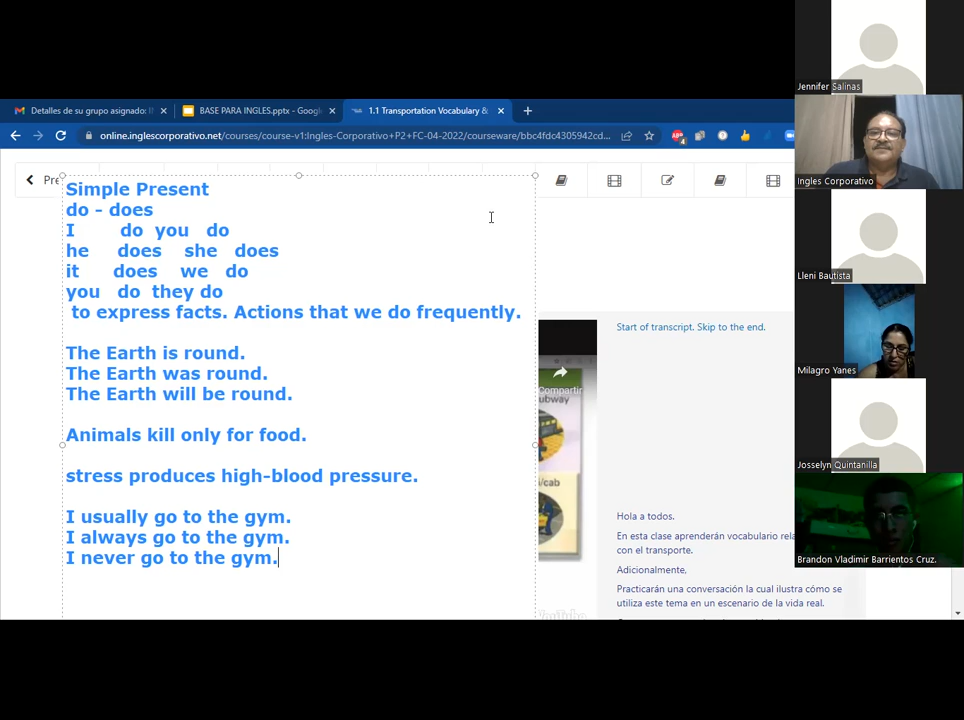 Detalles de su grupo asignado: I
BASE PARA INGLES.pptx - Googl
1.1 Transportation Vocabulary &
online.inglescorporativo.net/courses/course-v1:Ingles-Corporativo+P2+FC-04-2022/courseware/bbc4fdc4305942cd...
Pre
Simple Present
do - does
I do you do
he does she does
it does we do
you do they do
to express facts. Actions that we do frequently.
The Earth is round.
The Earth was round.
The Earth will be round.
Animals kill only for food.
stress produces high-blood pressure.
I usually go to the gym.
I always go to the gym.
I never go to the gym.
Compartir
ubway
/cab
YouTube
Start of transcript. Skip to the end.
Hola a todos.
En esta clase aprenderán vocabulario rela
con el transporte.
Adicionalmente,
Practicarán una conversación la cual ilustra cómo se
utiliza este tema en un escenario de la vida real.
Jennifer Salinas
Ingles Corporativo
Lleni Bautista
Milagro Yanes
Josselyn Quintanilla
Brandon Vladimir Barrientos Cruz.